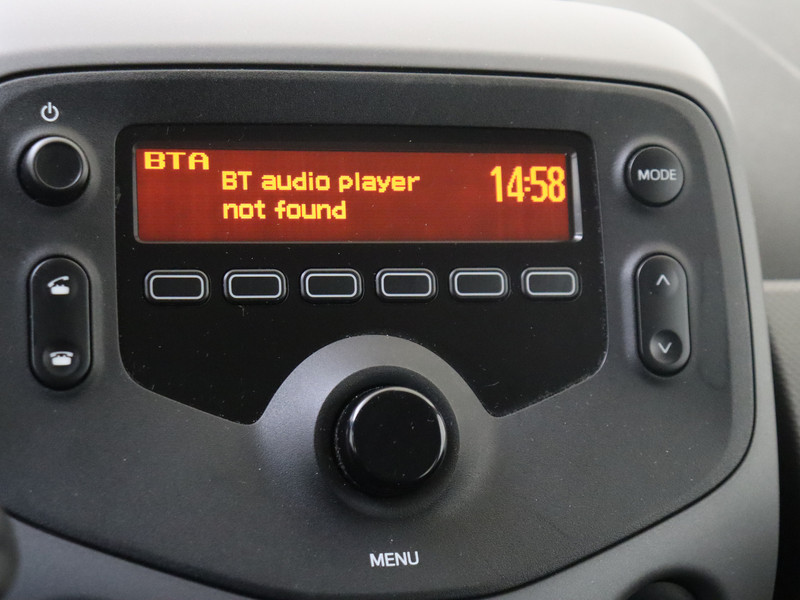 BTA
BT audio player
not found
14:58
MODE
MENU